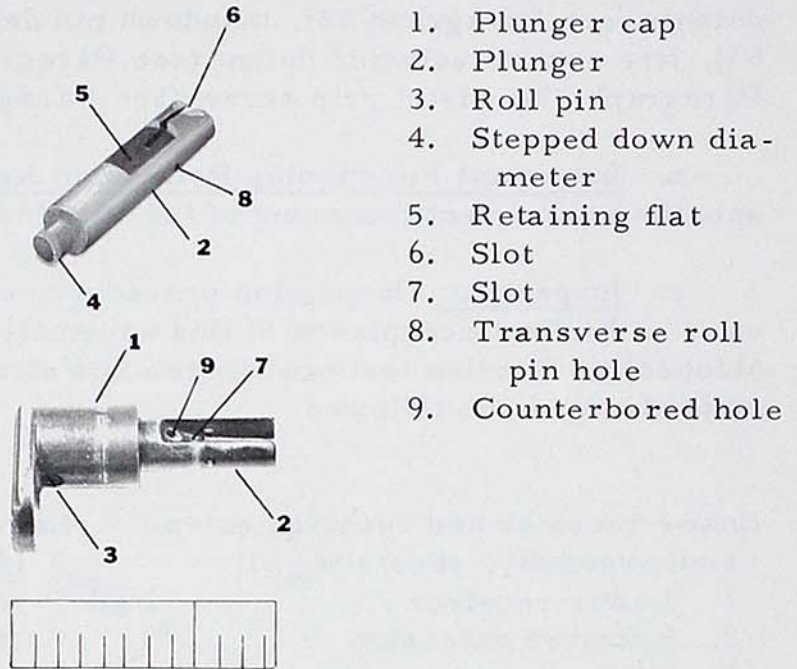 6
5
8
2
4
1
9
7
2
3
1. Plunger cap
2. Plunger
3. Roll pin
4. Stepped down dia-
meter
5. Retaining flat
6. Slot
7. Slot
8. Transverse roll
pin hole
9. Counterbored hole